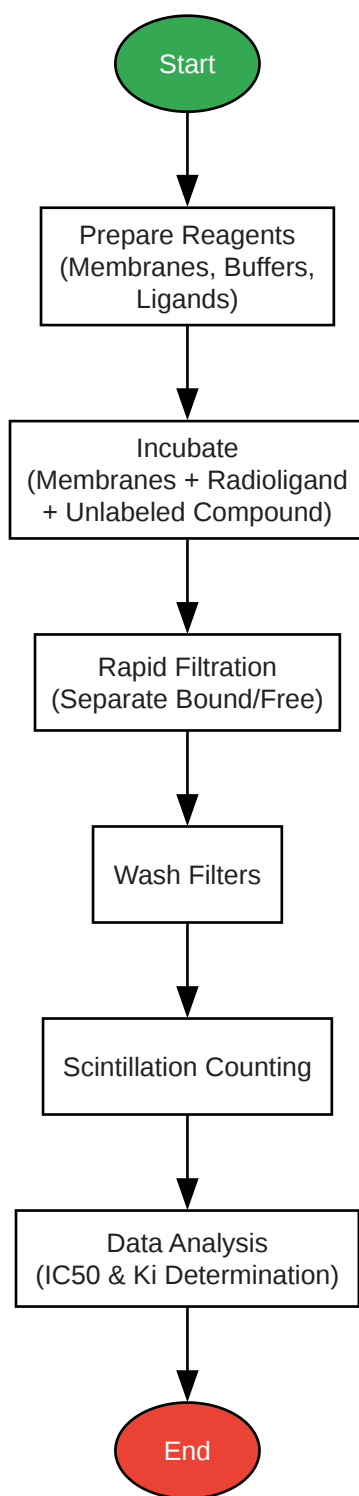 Start
Prepare Reagents
(Membranes, Buffers,
Ligands)
Incubate
(Membranes + Radioligand
+ Unlabeled Compound)
Rapid Filtration
(Separate Bound/Free)
Wash Filters
Scintillation Counting
Data Analysis
(IC50 & Ki Determination)
End